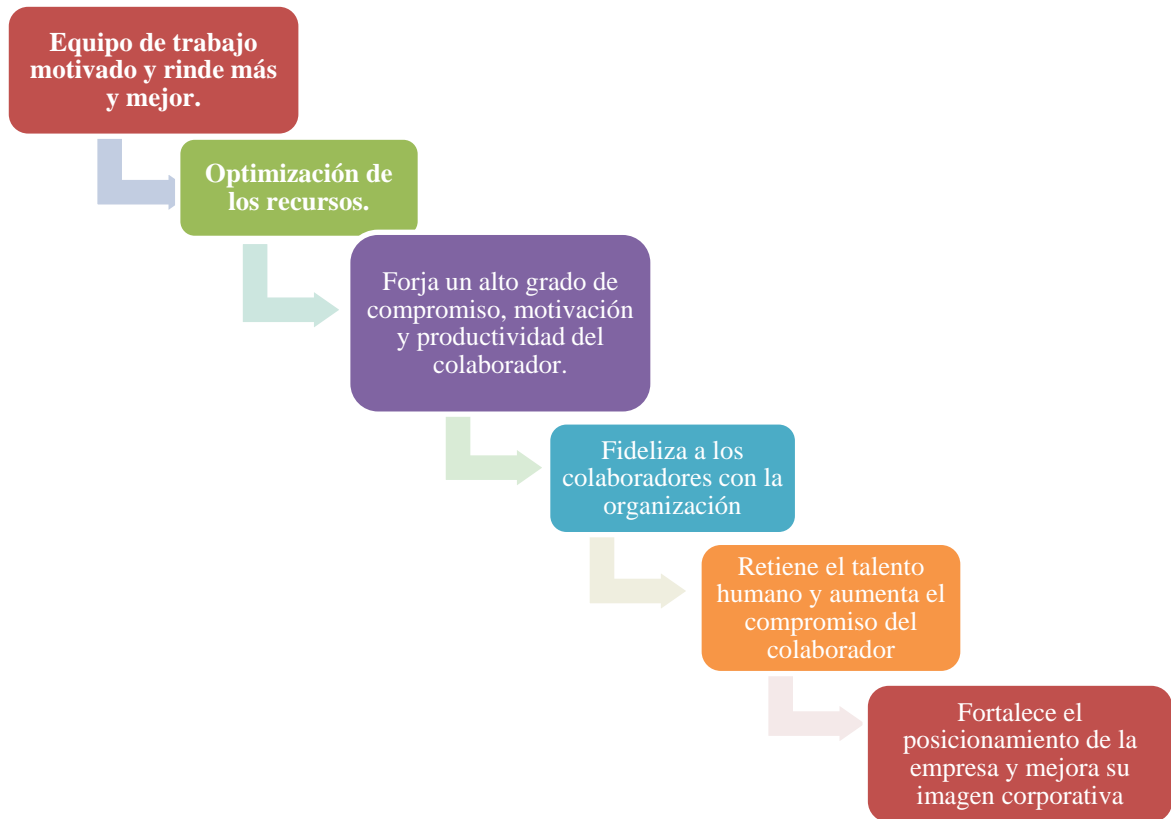 Equipo de trabajo
motivado y rinde más
y mejor.
Optimización de
los recursos.
Forja un alto grado de
compromiso, motivación
y productividad del
colaborador.
Fideliza a los
colaboradores con la
organización
Retiene el talento
humano y aumenta el
compromiso del
colaborador
Fortalece el
posicionamiento de la
empresa y mejora su
imagen corporativa